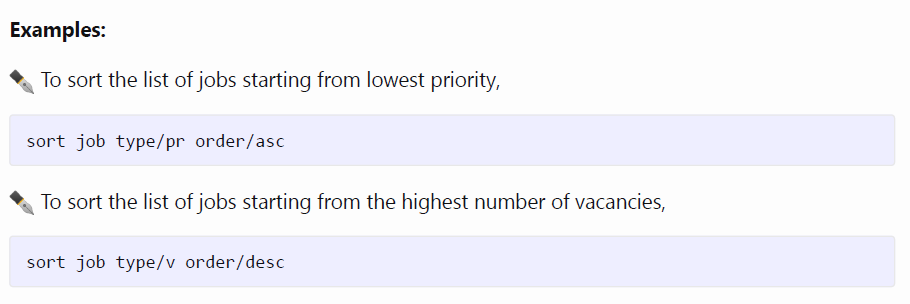 Examples:
✒️ To sort the list of jobs starting from lowest priority,
sort job type/pr order/asc
✒️ To sort the list of jobs starting from the highest number of vacancies,
sort job type/v order/desc